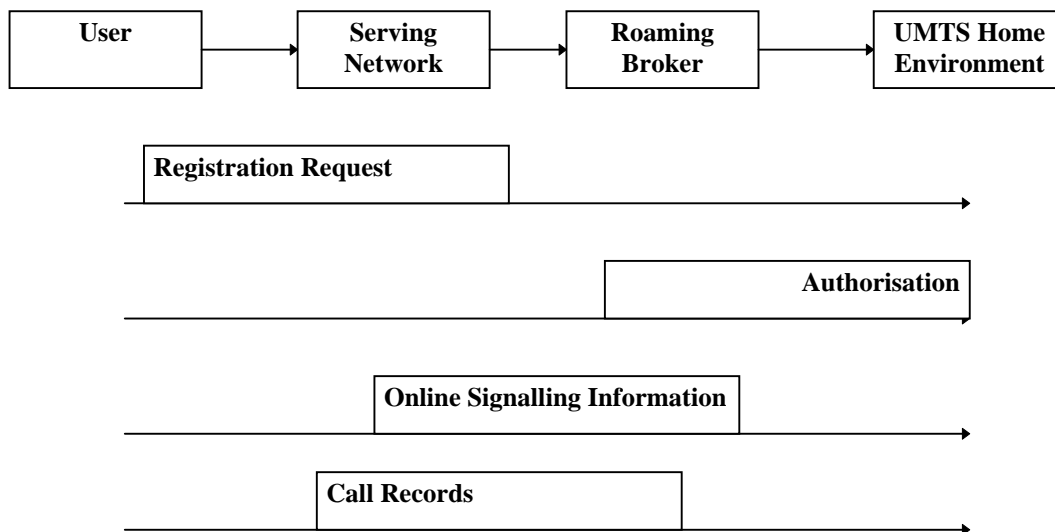 User
Serving
Network
Roaming
Broker
UMTS Home
Environment
Registration Request
Authorisation
Online Signalling Information
Call Records